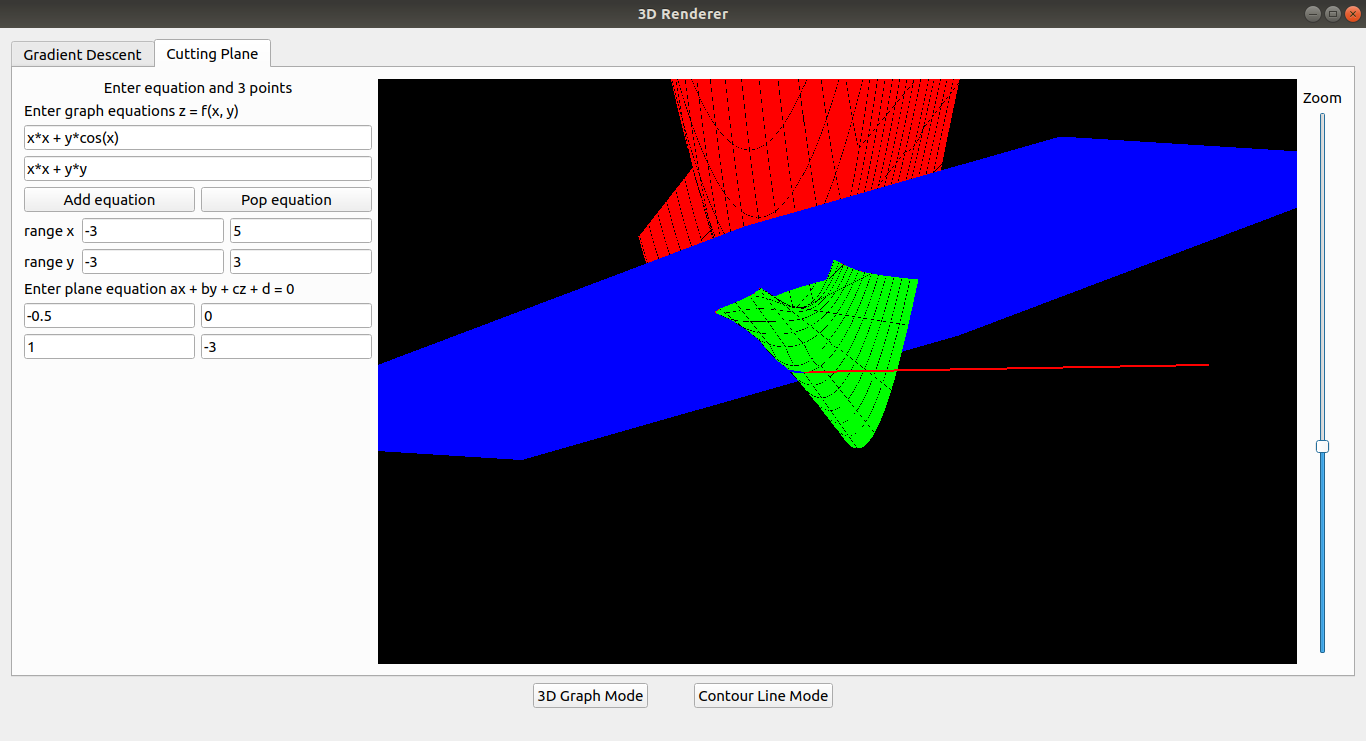 3D Renderer
Gradient Descent Cutting Plane
Enter equation and 3 points
Enter graph equations z = f(x, y)
x*x + y*cos(x)
x*x + y*y
Add equation Pop equation
range x -3 5
range y -3 3
Enter plane equation ax + by + cz + d = 0
-0.5 0
1 -3
Zoom
3D Graph Mode Contour Line Mode